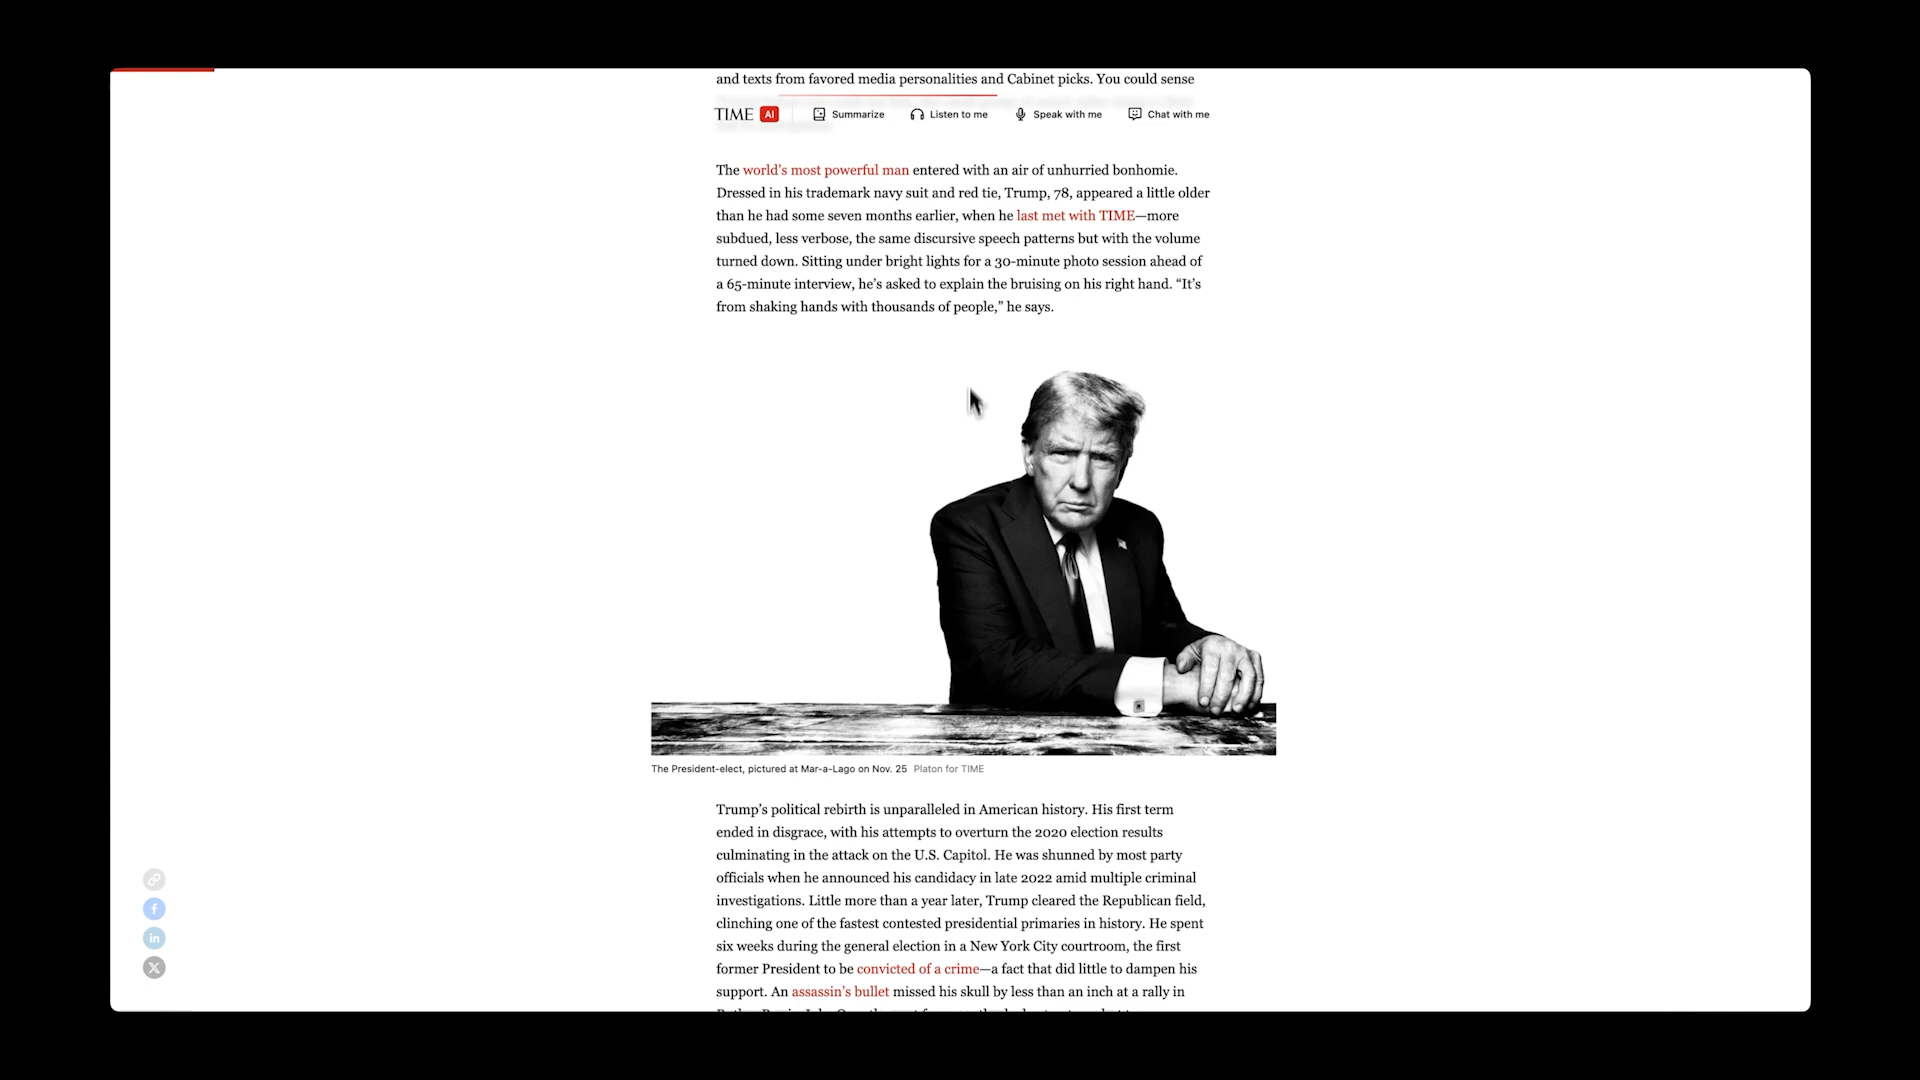 and texts from favored media personalities and Cabinet picks. You could sense
TIME AI Summarize Listen to me Speak with me Chat with me
The world’s most powerful man entered with an air of unhurried bonhomie.
Dressed in his trademark navy suit and red tie, Trump, 78, appeared a little older
than he had some seven months earlier, when he last met with TIME—more
subdued, less verbose, the same discursive speech patterns but with the volume
turned down. Sitting under bright lights for a 30-minute photo session ahead of
a 65-minute interview, he’s asked to explain the bruising on his right hand. “It’s
from shaking hands with thousands of people,” he says.
The President-elect, pictured at Mar-a-Lago on Nov. 25 Platon for TIME
Trump’s political rebirth is unparalleled in American history. His first term
ended in disgrace, with his attempts to overturn the 2020 election results
culminating in the attack on the U.S. Capitol. He was shunned by most party
officials when he announced his candidacy in late 2022 amid multiple criminal
investigations. Little more than a year later, Trump cleared the Republican field,
clinching one of the fastest contested presidential primaries in history. He spent
six weeks during the general election in a New York City courtroom, the first
former President to be convicted of a crime—a fact that did little to dampen his
support. An assassin’s bullet missed his skull by less than an inch at a rally in